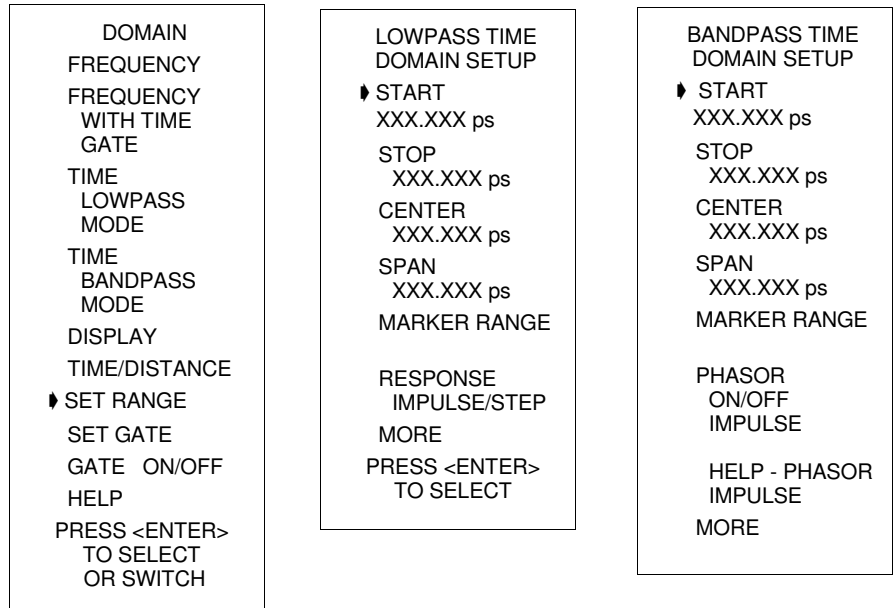 DOMAIN
FREQUENCY
FREQUENCY
WITH TIME
GATE
TIME
LOWPASS
MODE
TIME
BANDPASS
MODE
DISPLAY
TIME/DISTANCE
SET RANGE
SET GATE
GATE ON/OFF
HELP
PRESS <ENTER>
TO SELECT
OR SWITCH
LOWPASS TIME
DOMAIN SETUP
START
XXX.XXX ps
STOP
XXX.XXX ps
CENTER
XXX.XXX ps
SPAN
XXX.XXX ps
MARKER RANGE
RESPONSE
IMPULSE/STEP
MORE
PRESS <ENTER>
TO SELECT
BANDPASS TIME
DOMAIN SETUP
START
XXX.XXX ps
STOP
XXX.XXX ps
CENTER
XXX.XXX ps
SPAN
XXX.XXX ps
MARKER RANGE
PHASOR
ON/OFF
IMPULSE
HELP - PHASOR
IMPULSE
MORE